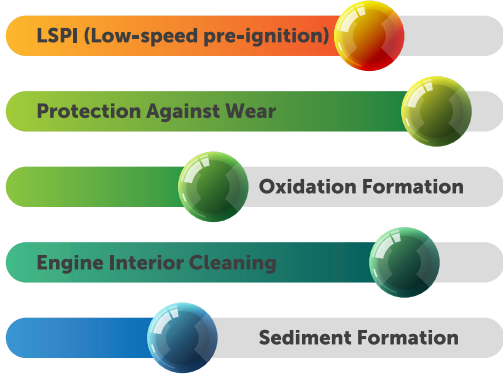 LSPI (Low-speed pre-ignition)
Protection Against Wear
Oxidation Formation
Engine Interior Cleaning
Sediment Formation